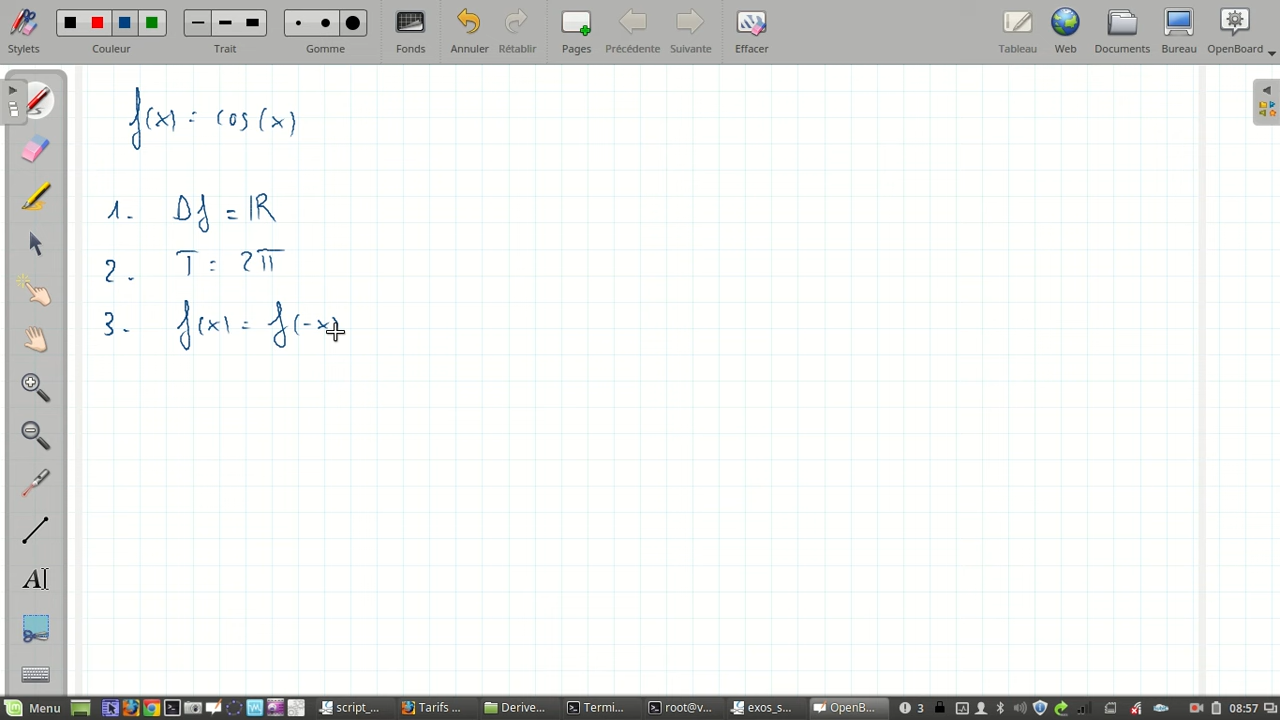 Stylets Couleur Trait Gomme Fonds Annuler Rétablir Pages Précédente Suivante Effacer Tableau Web Documents Bureau OpenBoard
f(x) = cos(x)
1. Df = ℝ
2. T = 2π
3. f(x) = f(-x)
Menu script_... Tarifs ... Derive... Termi... root@v... exos_s... OpenB... 3 08:57